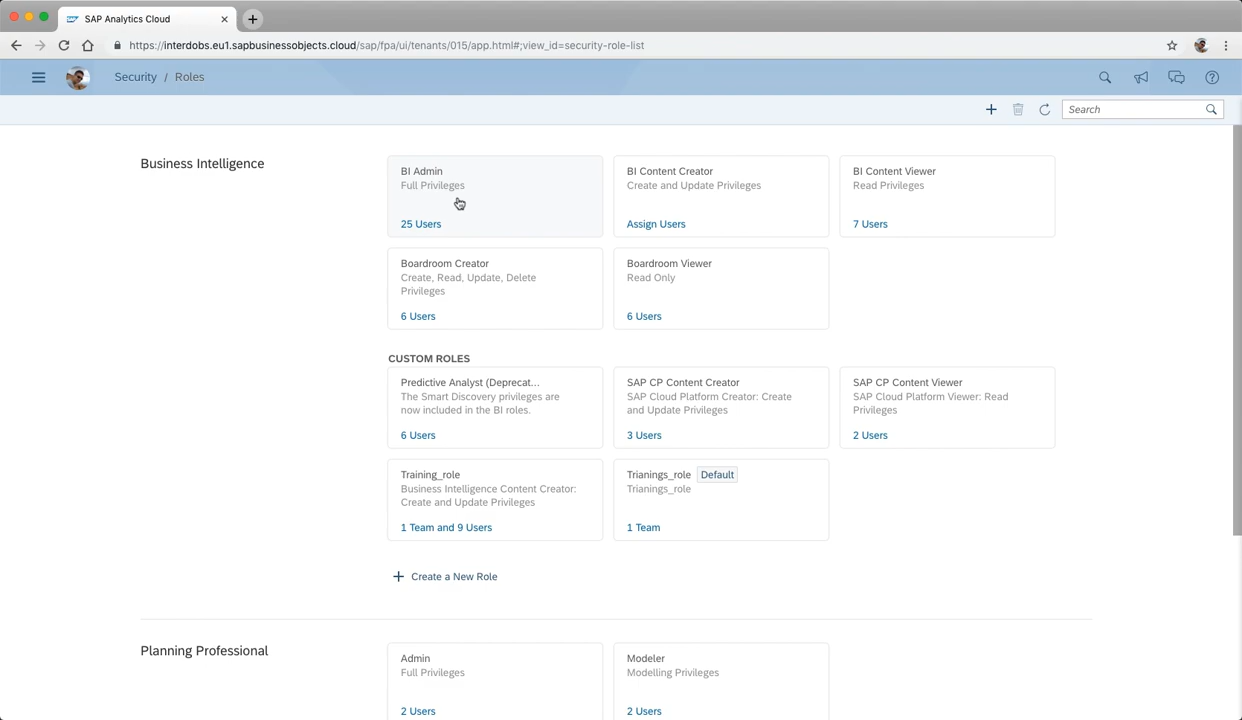 SAP Analytics Cloud
https://interdobs.eu1.sapbusinessobjects.cloud/sap/fpa/ui/tenants/015/app.html#;view_id=security-role-list
Security / Roles
Search
Business Intelligence
BI Admin
Full Privileges
25 Users
BI Content Creator
Create and Update Privileges
Assign Users
BI Content Viewer
Read Privileges
7 Users
Boardroom Creator
Create, Read, Update, Delete
Privileges
6 Users
Boardroom Viewer
Read Only
6 Users
CUSTOM ROLES
Predictive Analyst (Deprecat...
The Smart Discovery privileges are
now included in the BI roles.
6 Users
SAP CP Content Creator
SAP Cloud Platform Creator: Create
and Update Privileges
3 Users
SAP CP Content Viewer
SAP Cloud Platform Viewer: Read
Privileges
2 Users
Training_role
Business Intelligence Content Creator:
Create and Update Privileges
1 Team and 9 Users
Trianings_role Default
Trianings_role
1 Team
Create a New Role
Planning Professional
Admin
Full Privileges
2 Users
Modeler
Modelling Privileges
2 Users